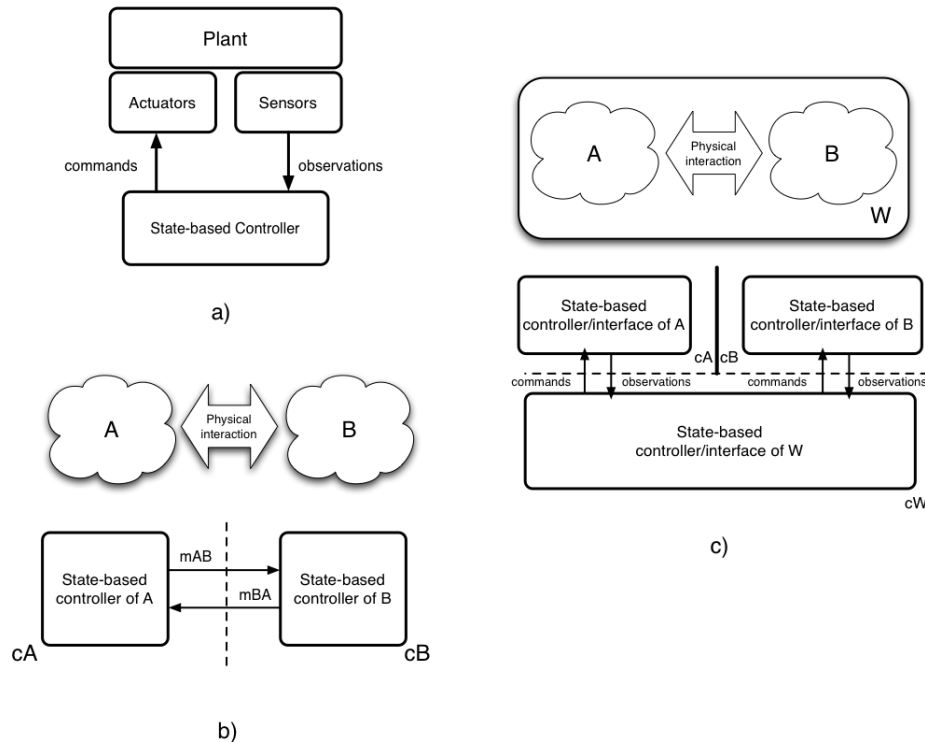 Plant
Actuators
Sensors
commands
observations
State-based Controller
a)
A
Physical
interaction
B
mAB
mBA
State-based
controller of A
State-based
controller of B
cA
cB
b)
A
Physical
interaction
B
W
State-based
controller/interface of A
State-based
controller/interface of B
cA
cB
commands
observations
commands
observations
State-based
controller/interface of W
cW
c)